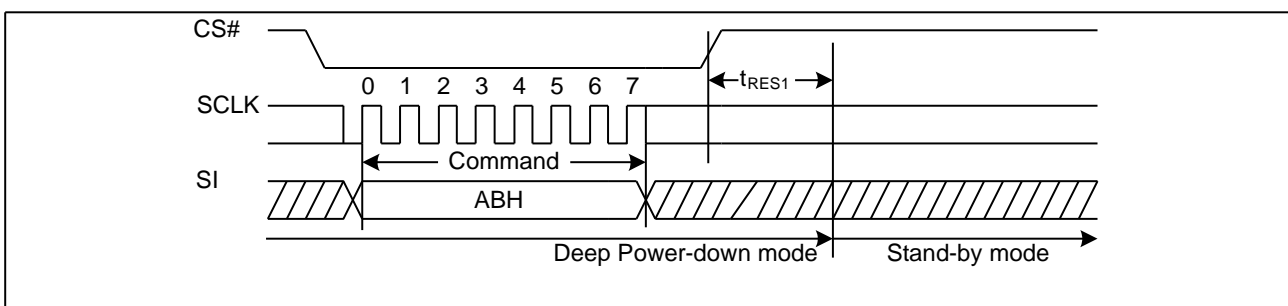 CS#
0 1 2 3 4 5 6 7
tRES1
SCLK
Command
SI
ABH
Deep Power-down mode Stand-by mode